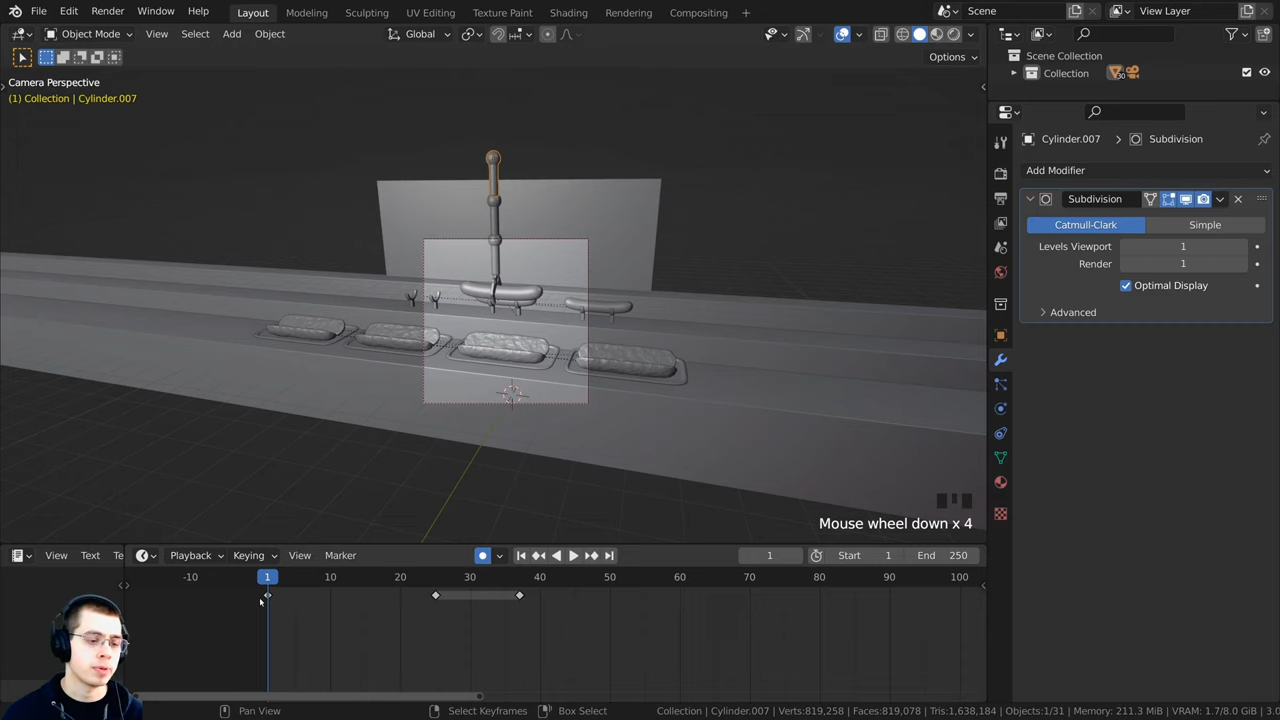 File Edit Render Window Help Layout Modeling Sculpting UV Editing Texture Paint Shading Rendering Compositing + Scene View Layer
Object Mode View Select Add Object Global
Options
Camera Perspective
(1) Collection | Cylinder.007
Scene Collection
Collection 30
Cylinder.007 > Subdivision
Add Modifier
Subdivision
Catmull-Clark Simple
Levels Viewport 1
Render 1
Optimal Display
Advanced
Mouse wheel down x 4
View Text Te Playback Keying View Marker 1 Start 1 End 250
-10 1 10 20 30 40 50 60 70 80 90 100
Pan View Select Keyframes Box Select Collection | Cylinder.007 | Verts:819,258 | Faces:819,078 | Tris:1,638,184 | Objects:1/31 | Memory: 211.3 MiB | VRAM: 1.7/8.0 GiB | 3.